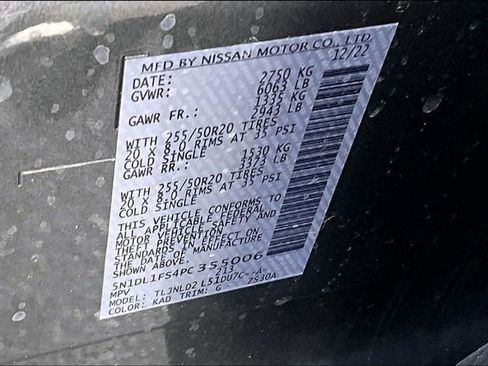 MFD BY NISSAN MOTOR CO., LTD.
DATE: 12/22
GVWR: 2750 KG
6063 LB
GAWR FR.: 1335 KG
2943 LB
WITH 255/50R20 TIRES
20 X 8.0 RIMS AT 35 PSI
COLD SINGLE
GAWR RR.: 1530 KG
3373 LB
WITH 255/50R20 TIRES
20 X 8.0 RIMS AT 35 PSI
COLD SINGLE
THIS VEHICLE CONFORMS TO
ALL APPLICABLE FEDERAL
MOTOR VEHICLE SAFETY AND
THEFT PREVENTION
STANDARDS IN EFFECT ON
THE DATE OF MANUFACTURE
SHOWN ABOVE.
5N1DL1FS4PC355006
MPV 213
MODEL: TLJNLD2 L51DU7C--A-
COLOR: KAD TRIM: G 2530A